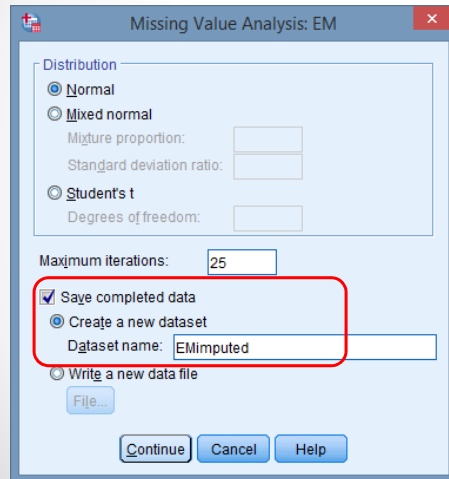 Missing Value Analysis: EM
Distribution
Normal
Mixed normal
Mixture proportion:
Standard deviation ratio:
Student's t
Degrees of freedom:
Maximum iterations: 25
Save completed data
Create a new dataset
Dataset name: EMimputed
Write a new data file
File...
Continue Cancel Help